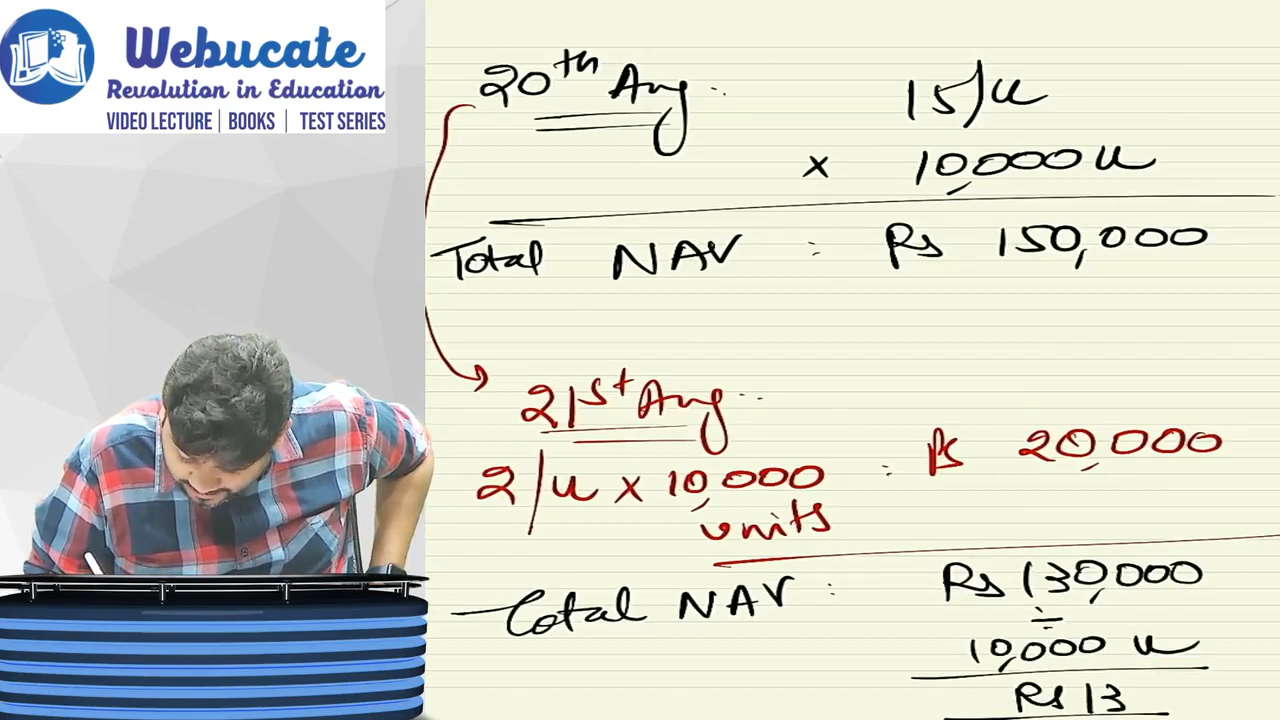 Webucate
Revolution in Education
VIDEO LECTURE | BOOKS | TEST SERIES
20th Aug.. 15/u
× 10,000 u
Total NAV : Rs 150,000
21st Aug..
2/u × 10,000 : Rs 20,000
units
Total NAV : Rs 130,000
÷
10,000 u
Rs 13